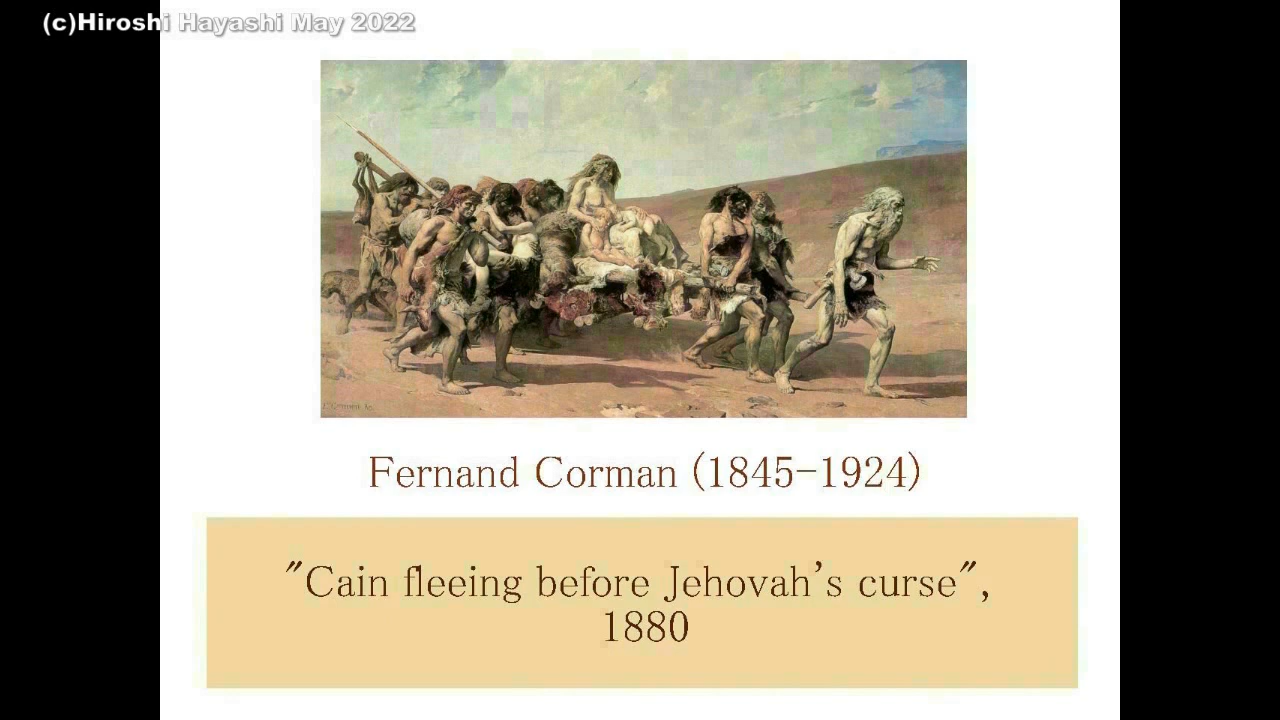 (c)Hiroshi Hayashi May 2022
Fernand Corman (1845-1924)
"Cain fleeing before Jehovah's curse",
1880